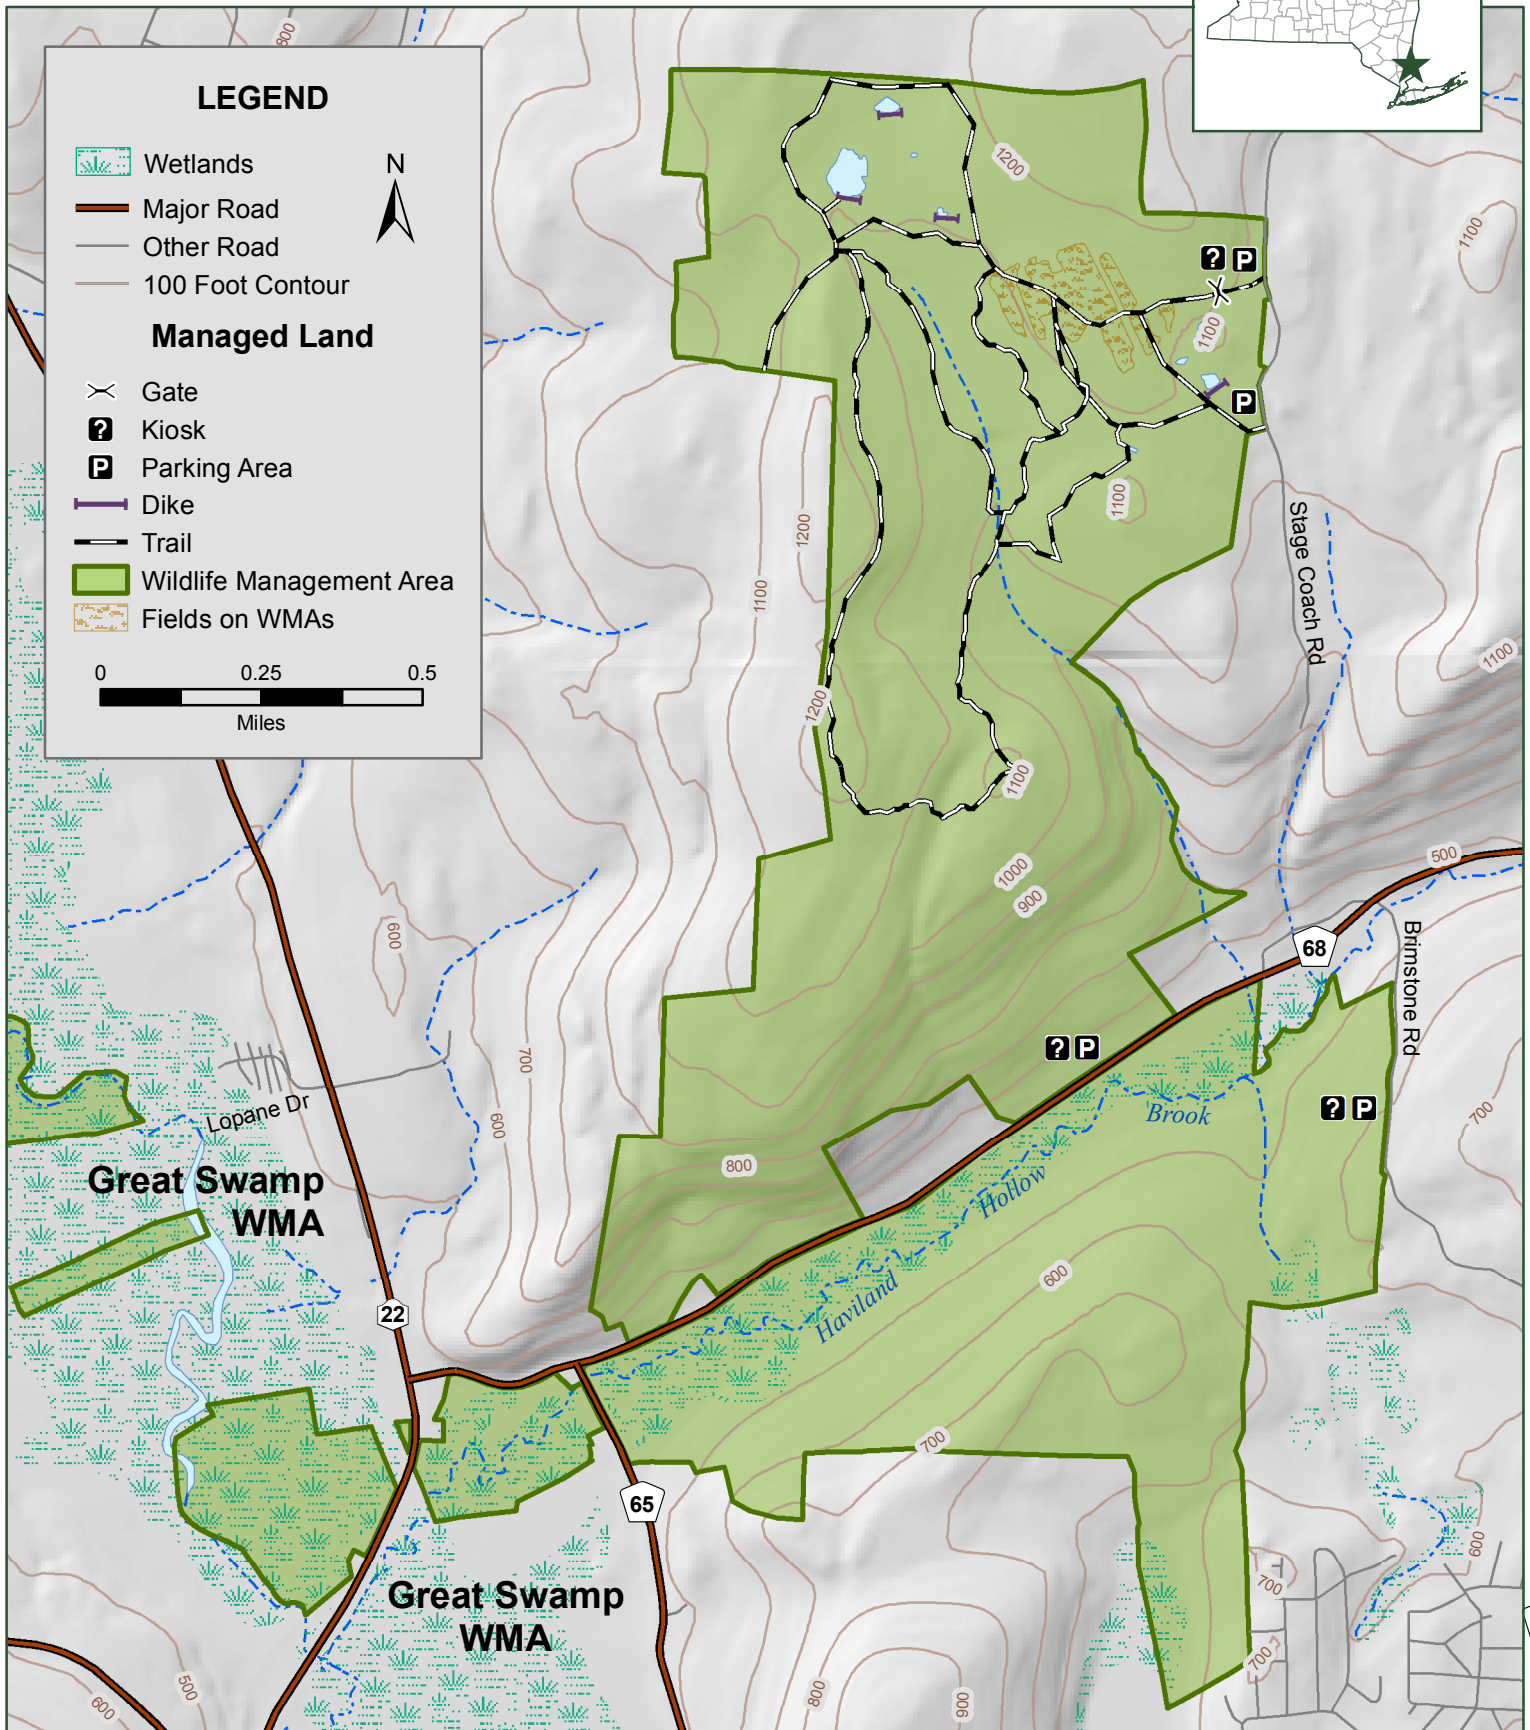 LEGEND
Wetlands
N
Major Road
Other Road
100 Foot Contour
Managed Land
Gate
? Kiosk
P Parking Area
Dike
Trail
Wildlife Management Area
Fields on WMAs
0 0.25 0.5
Miles
800
1200
1100
? P
1100
P
1100
1200
1100
Stage Coach Rd
1100
1200
1100
500
1000
900
600
68
Brimstone Rd
700
? P
Brook
? P
700
Lopane Dr
600
800
Hollow
Great Swamp
WMA
600
Haviland
22
700
65
600
Great Swamp
WMA
700
700
500
600
800
900